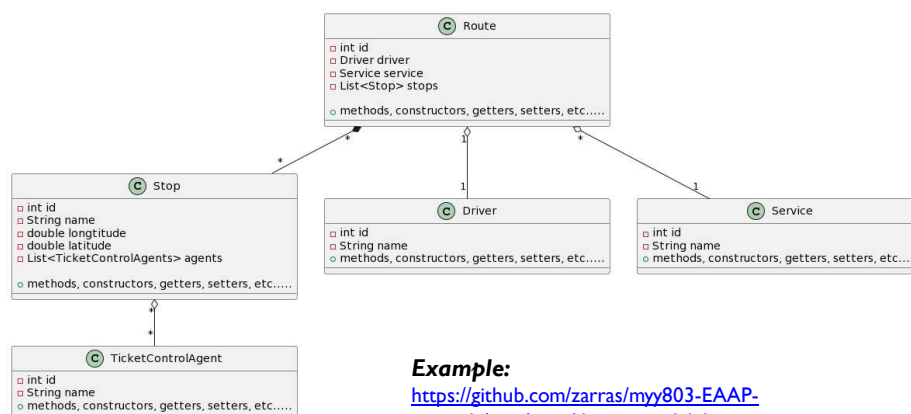 C Route
int id
Driver driver
Service service
List<Stop> stops
methods, constructors, getters, setters, etc.....
* 1 *
* 1 1
C Stop
int id
String name
double longtitude
double latitude
List<TicketControlAgents> agents
methods, constructors, getters, setters, etc.....
C Driver
int id
String name
methods, constructors, getters, setters, etc.....
C Service
int id
String name
methods, constructors, getters, setters, etc...
*
*
C TicketControlAgent
int id
String name
methods, constructors, getters, setters, etc.....
Example:
https://github.com/zarras/myy803-EAAP-